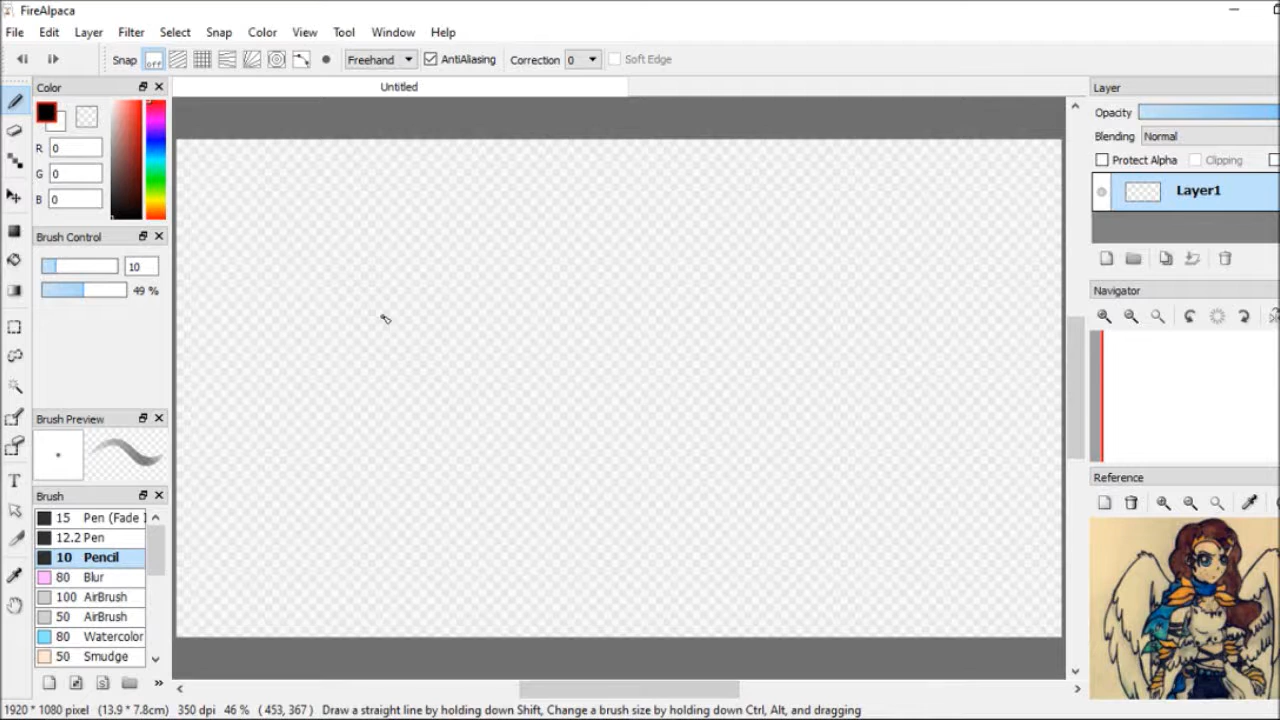 FireAlpaca
File Edit Layer Filter Select Snap Color View Tool Window Help
Snap off Freehand AntiAliasing Correction 0 Soft Edge
Color
Untitled
Layer
R 0
G 0
B 0
Opacity
Blending Normal
Protect Alpha Clipping
Layer1
Brush Control
10
49 %
Navigator
Brush Preview
Reference
T
Brush
15 Pen (Fade I
12.2 Pen
10 Pencil
80 Blur
100 AirBrush
50 AirBrush
80 Watercolor
50 Smudge
1920 * 1080 pixel (13.9 * 7.8cm) 350 dpi 46 % ( 453, 367 ) Draw a straight line by holding down Shift, Change a brush size by holding down Ctrl, Alt, and dragging